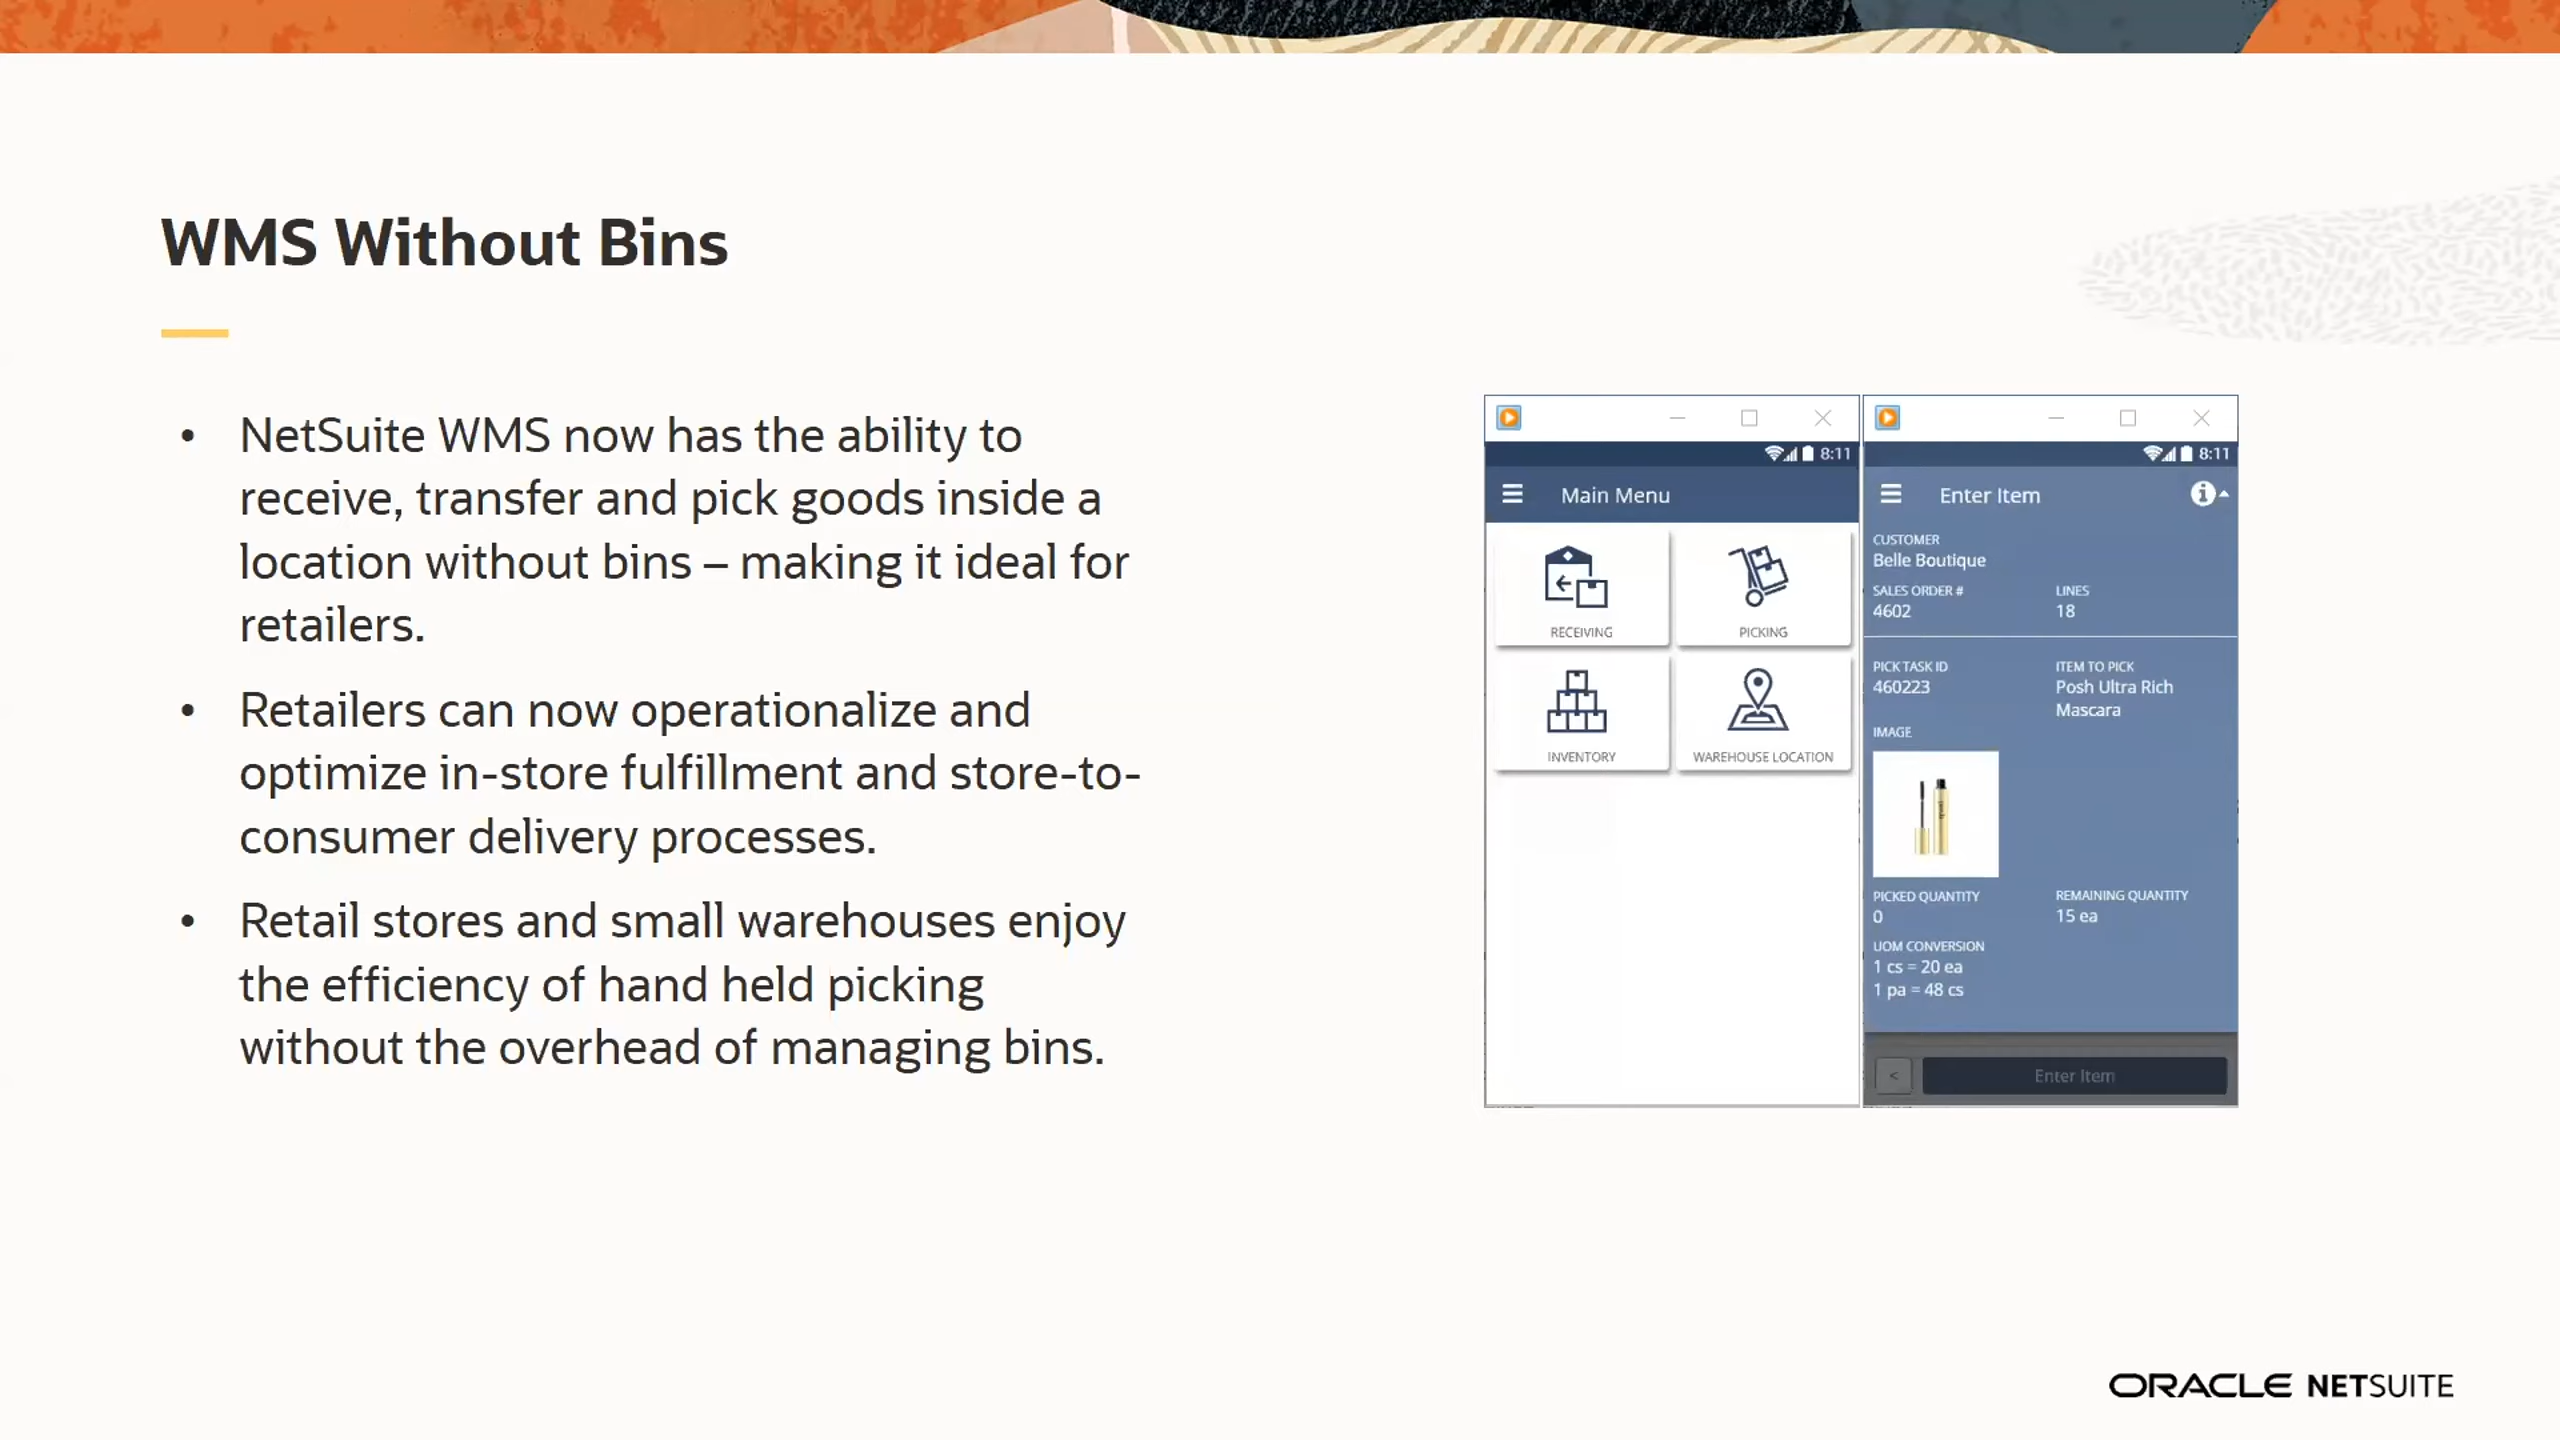 WMS Without Bins
• NetSuite WMS now has the ability to
receive, transfer and pick goods inside a
location without bins – making it ideal for
retailers.
• Retailers can now operationalize and
optimize in-store fulfillment and store-to-
consumer delivery processes.
• Retail stores and small warehouses enjoy
the efficiency of hand held picking
without the overhead of managing bins.
8:11
Main Menu
RECEIVING
PICKING
INVENTORY
WAREHOUSE LOCATION
8:11
Enter Item
CUSTOMER
Belle Boutique
SALES ORDER #
4602
LINES
18
PICK TASK ID
460223
ITEM TO PICK
Posh Ultra Rich
Mascara
IMAGE
PICKED QUANTITY
0
REMAINING QUANTITY
15 ea
UOM CONVERSION
1 cs = 20 ea
1 pa = 48 cs
<
Enter Item
ORACLE NETSUITE